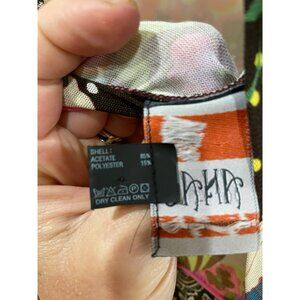 SHELL:
ACETATE 85%
POLYESTER 15%
DRY CLEAN ONLY